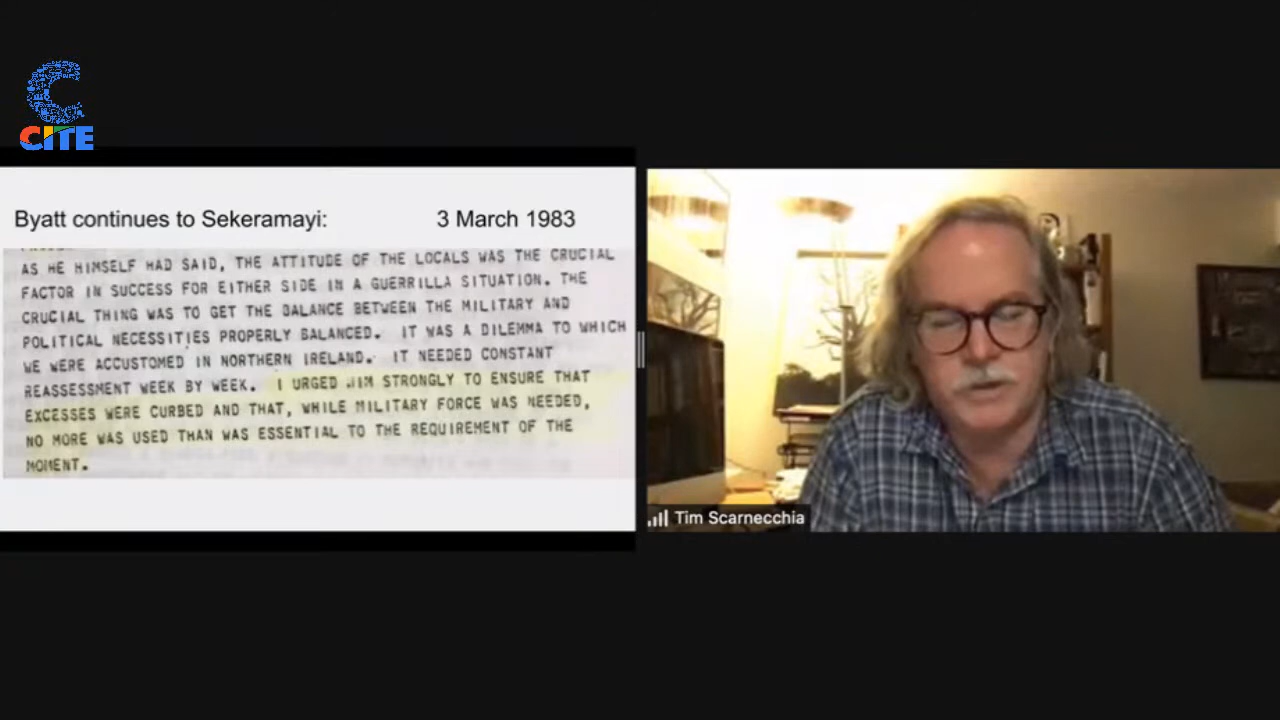 CITE
Byatt continues to Sekeramayi: 3 March 1983
AS HE HIMSELF HAD SAID, THE ATTITUDE OF THE LOCALS WAS THE CRUCIAL
FACTOR IN SUCCESS FOR EITHER SIDE IN A GUERRILLA SITUATION. THE
CRUCIAL THING WAS TO GET THE BALANCE BETWEEN THE MILITARY AND
POLITICAL NECESSITIES PROPERLY BALANCED. IT WAS A DILEMMA TO WHICH
WE WERE ACCUSTOMED IN NORTHERN IRELAND. IT NEEDED CONSTANT
REASSESSMENT WEEK BY WEEK. I URGED HIM STRONGLY TO ENSURE THAT
EXCESSES WERE CURBED AND THAT, WHILE MILITARY FORCE WAS NEEDED,
NO MORE WAS USED THAN WAS ESSENTIAL TO THE REQUIREMENT OF THE
MOMENT.
Tim Scarnecchia